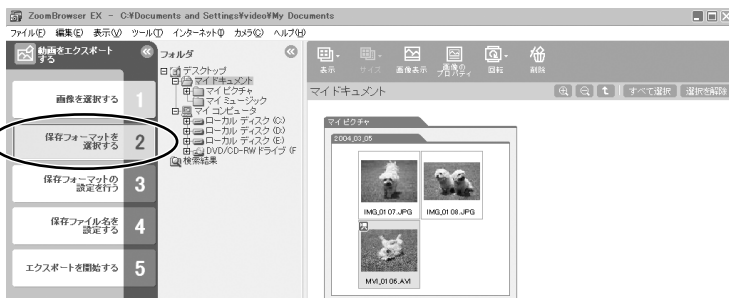 ZoomBrowser EX - C:¥Documents and Settings¥video¥My Documents
ファイル(F) 編集(E) 表示(V) ツール(T) インターネット(I) カメラ(C) ヘルプ(H)
動画をエクスポート
する
画像を選択する 1
保存フォーマットを
選択する 2
保存フォーマットの
設定を行う 3
保存ファイル名を
設定する 4
エクスポートを開始する 5
フォルダ
デスクトップ
マイドキュメント
マイピクチャ
マイミュージック
マイコンピュータ
ローカル ディスク (C)
ローカル ディスク (D)
ローカル ディスク (E)
DVD/CD-RWドライブ (F
検索結果
表示 サイズ 画像表示 画像の
プロパティ 回転 削除
マイドキュメント すべて選択 選択を解除
マイピクチャ
2004_03_05
IMG_0107.JPG IMG_0108.JPG
MVI_0106.AVI